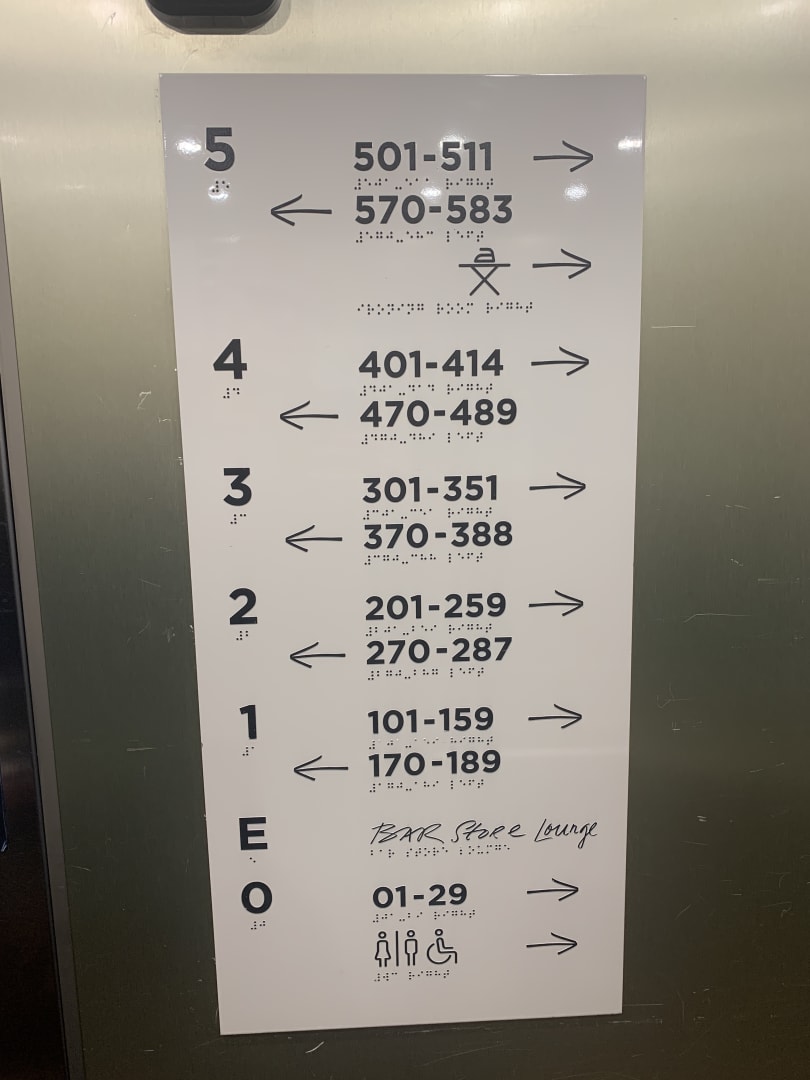 5 501-511 →
← 570-583
→
4 401-414 →
← 470-489
3 301-351 →
← 370-388
2 201-259 →
← 270-287
1 101-159 →
← 170-189
E BAR Store Lounge
0 01-29 →
→